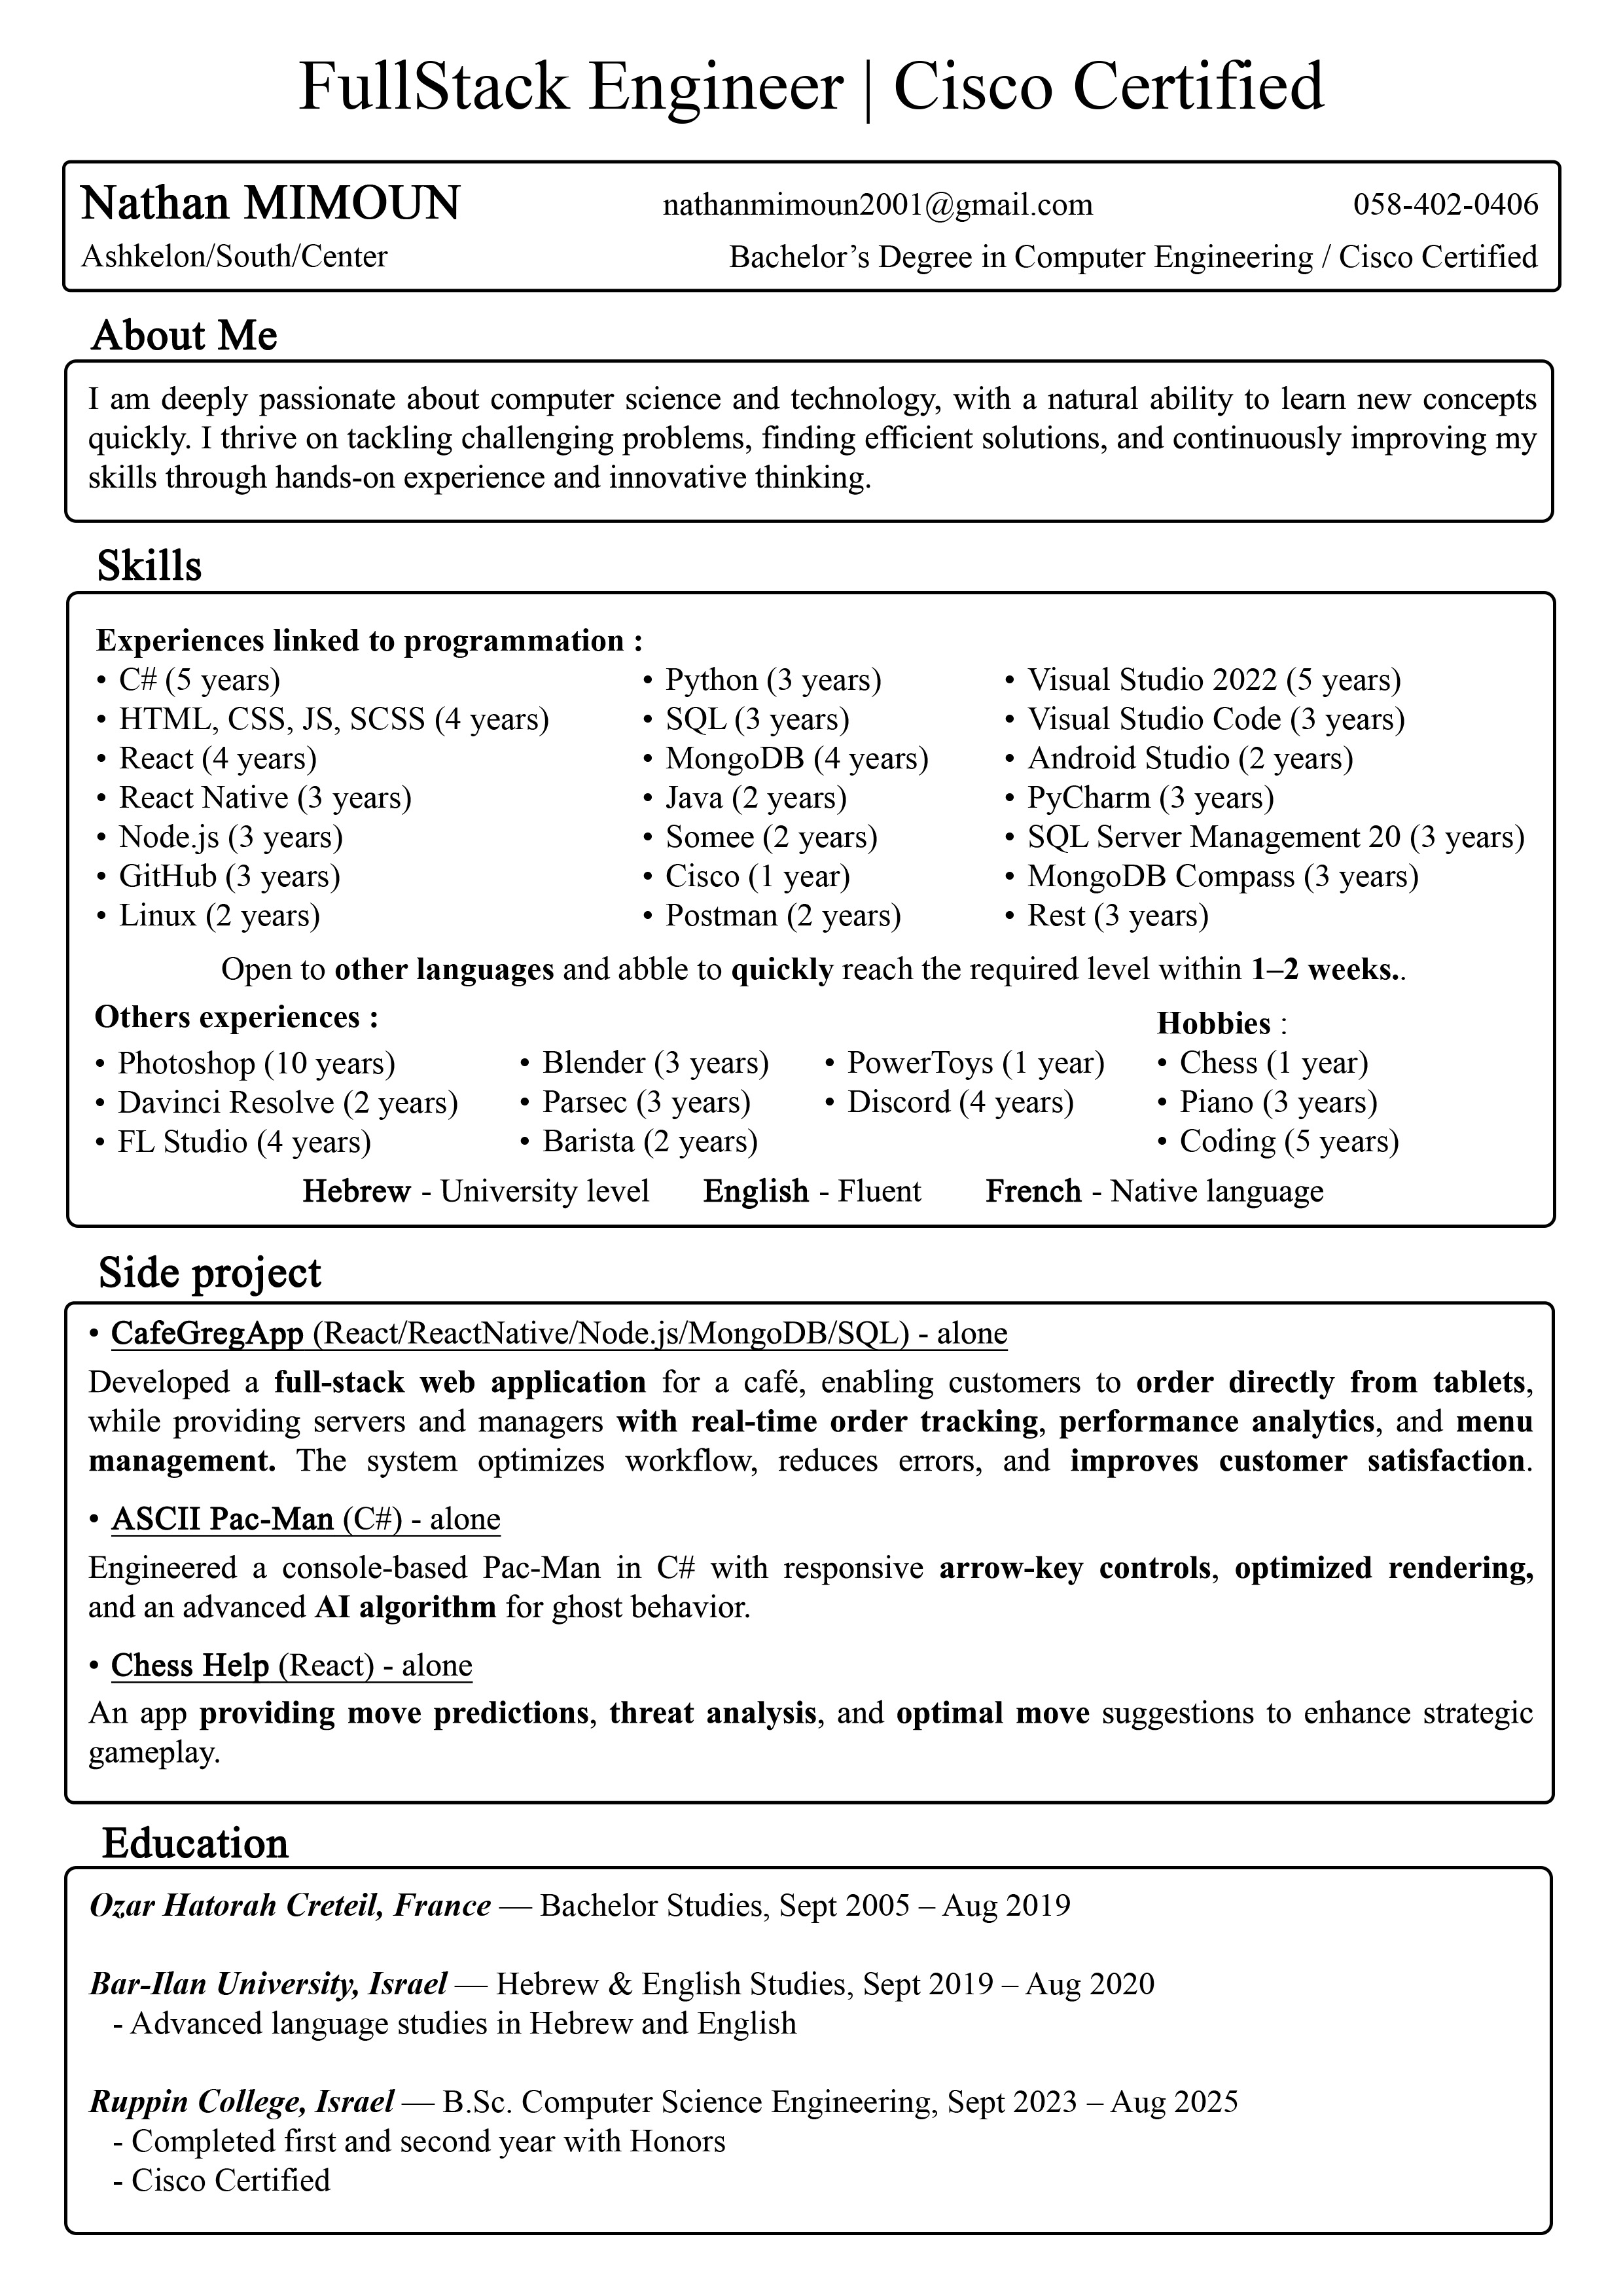 FullStack Engineer | Cisco Certified
Nathan MIMOUN nathanmimoun2001@gmail.com 058-402-0406
Ashkelon/South/Center Bachelor’s Degree in Computer Engineering / Cisco Certified
About Me
I am deeply passionate about computer science and technology, with a natural ability to learn new concepts
quickly. I thrive on tackling challenging problems, finding efficient solutions, and continuously improving my
skills through hands-on experience and innovative thinking.
Skills
Experiences linked to programmation :
• C# (5 years)
• HTML, CSS, JS, SCSS (4 years)
• React (4 years)
• React Native (3 years)
• Node.js (3 years)
• GitHub (3 years)
• Linux (2 years)
• Python (3 years)
• SQL (3 years)
• MongoDB (4 years)
• Java (2 years)
• Somee (2 years)
• Cisco (1 year)
• Postman (2 years)
• Visual Studio 2022 (5 years)
• Visual Studio Code (3 years)
• Android Studio (2 years)
• PyCharm (3 years)
• SQL Server Management 20 (3 years)
• MongoDB Compass (3 years)
• Rest (3 years)
Open to other languages and abble to quickly reach the required level within 1–2 weeks..
Others experiences :
• Photoshop (10 years)
• Davinci Resolve (2 years)
• FL Studio (4 years)
• Blender (3 years)
• Parsec (3 years)
• Barista (2 years)
• PowerToys (1 year)
• Discord (4 years)
Hobbies :
• Chess (1 year)
• Piano (3 years)
• Coding (5 years)
Hebrew - University level English - Fluent French - Native language
Side project
• CafeGregApp (React/ReactNative/Node.js/MongoDB/SQL) - alone
Developed a full-stack web application for a café, enabling customers to order directly from tablets,
while providing servers and managers with real-time order tracking, performance analytics, and menu
management. The system optimizes workflow, reduces errors, and improves customer satisfaction.
• ASCII Pac-Man (C#) - alone
Engineered a console-based Pac-Man in C# with responsive arrow-key controls, optimized rendering,
and an advanced AI algorithm for ghost behavior.
• Chess Help (React) - alone
An app providing move predictions, threat analysis, and optimal move suggestions to enhance strategic
gameplay.
Education
Ozar Hatorah Creteil, France — Bachelor Studies, Sept 2005 – Aug 2019
Bar-Ilan University, Israel — Hebrew & English Studies, Sept 2019 – Aug 2020
- Advanced language studies in Hebrew and English
Ruppin College, Israel — B.Sc. Computer Science Engineering, Sept 2023 – Aug 2025
- Completed first and second year with Honors
- Cisco Certified